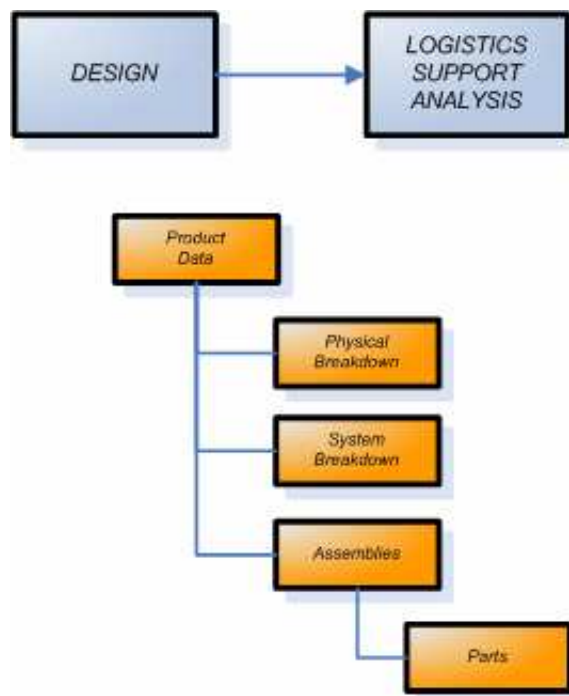 DESIGN
LOGISTICS
SUPPORT
ANALYSIS
Product
Data
Physical
Breakdown
System
Breakdown
Assemblies
Parts